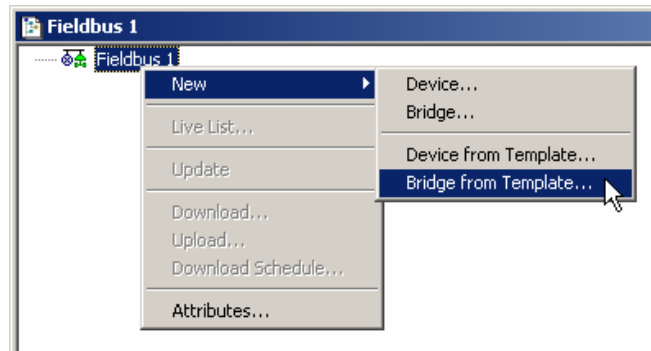 Fieldbus 1
Fieldbus 1
New
Live List...
Update
Download...
Upload...
Download Schedule...
Attributes...
Device...
Bridge...
Device from Template...
Bridge from Template...